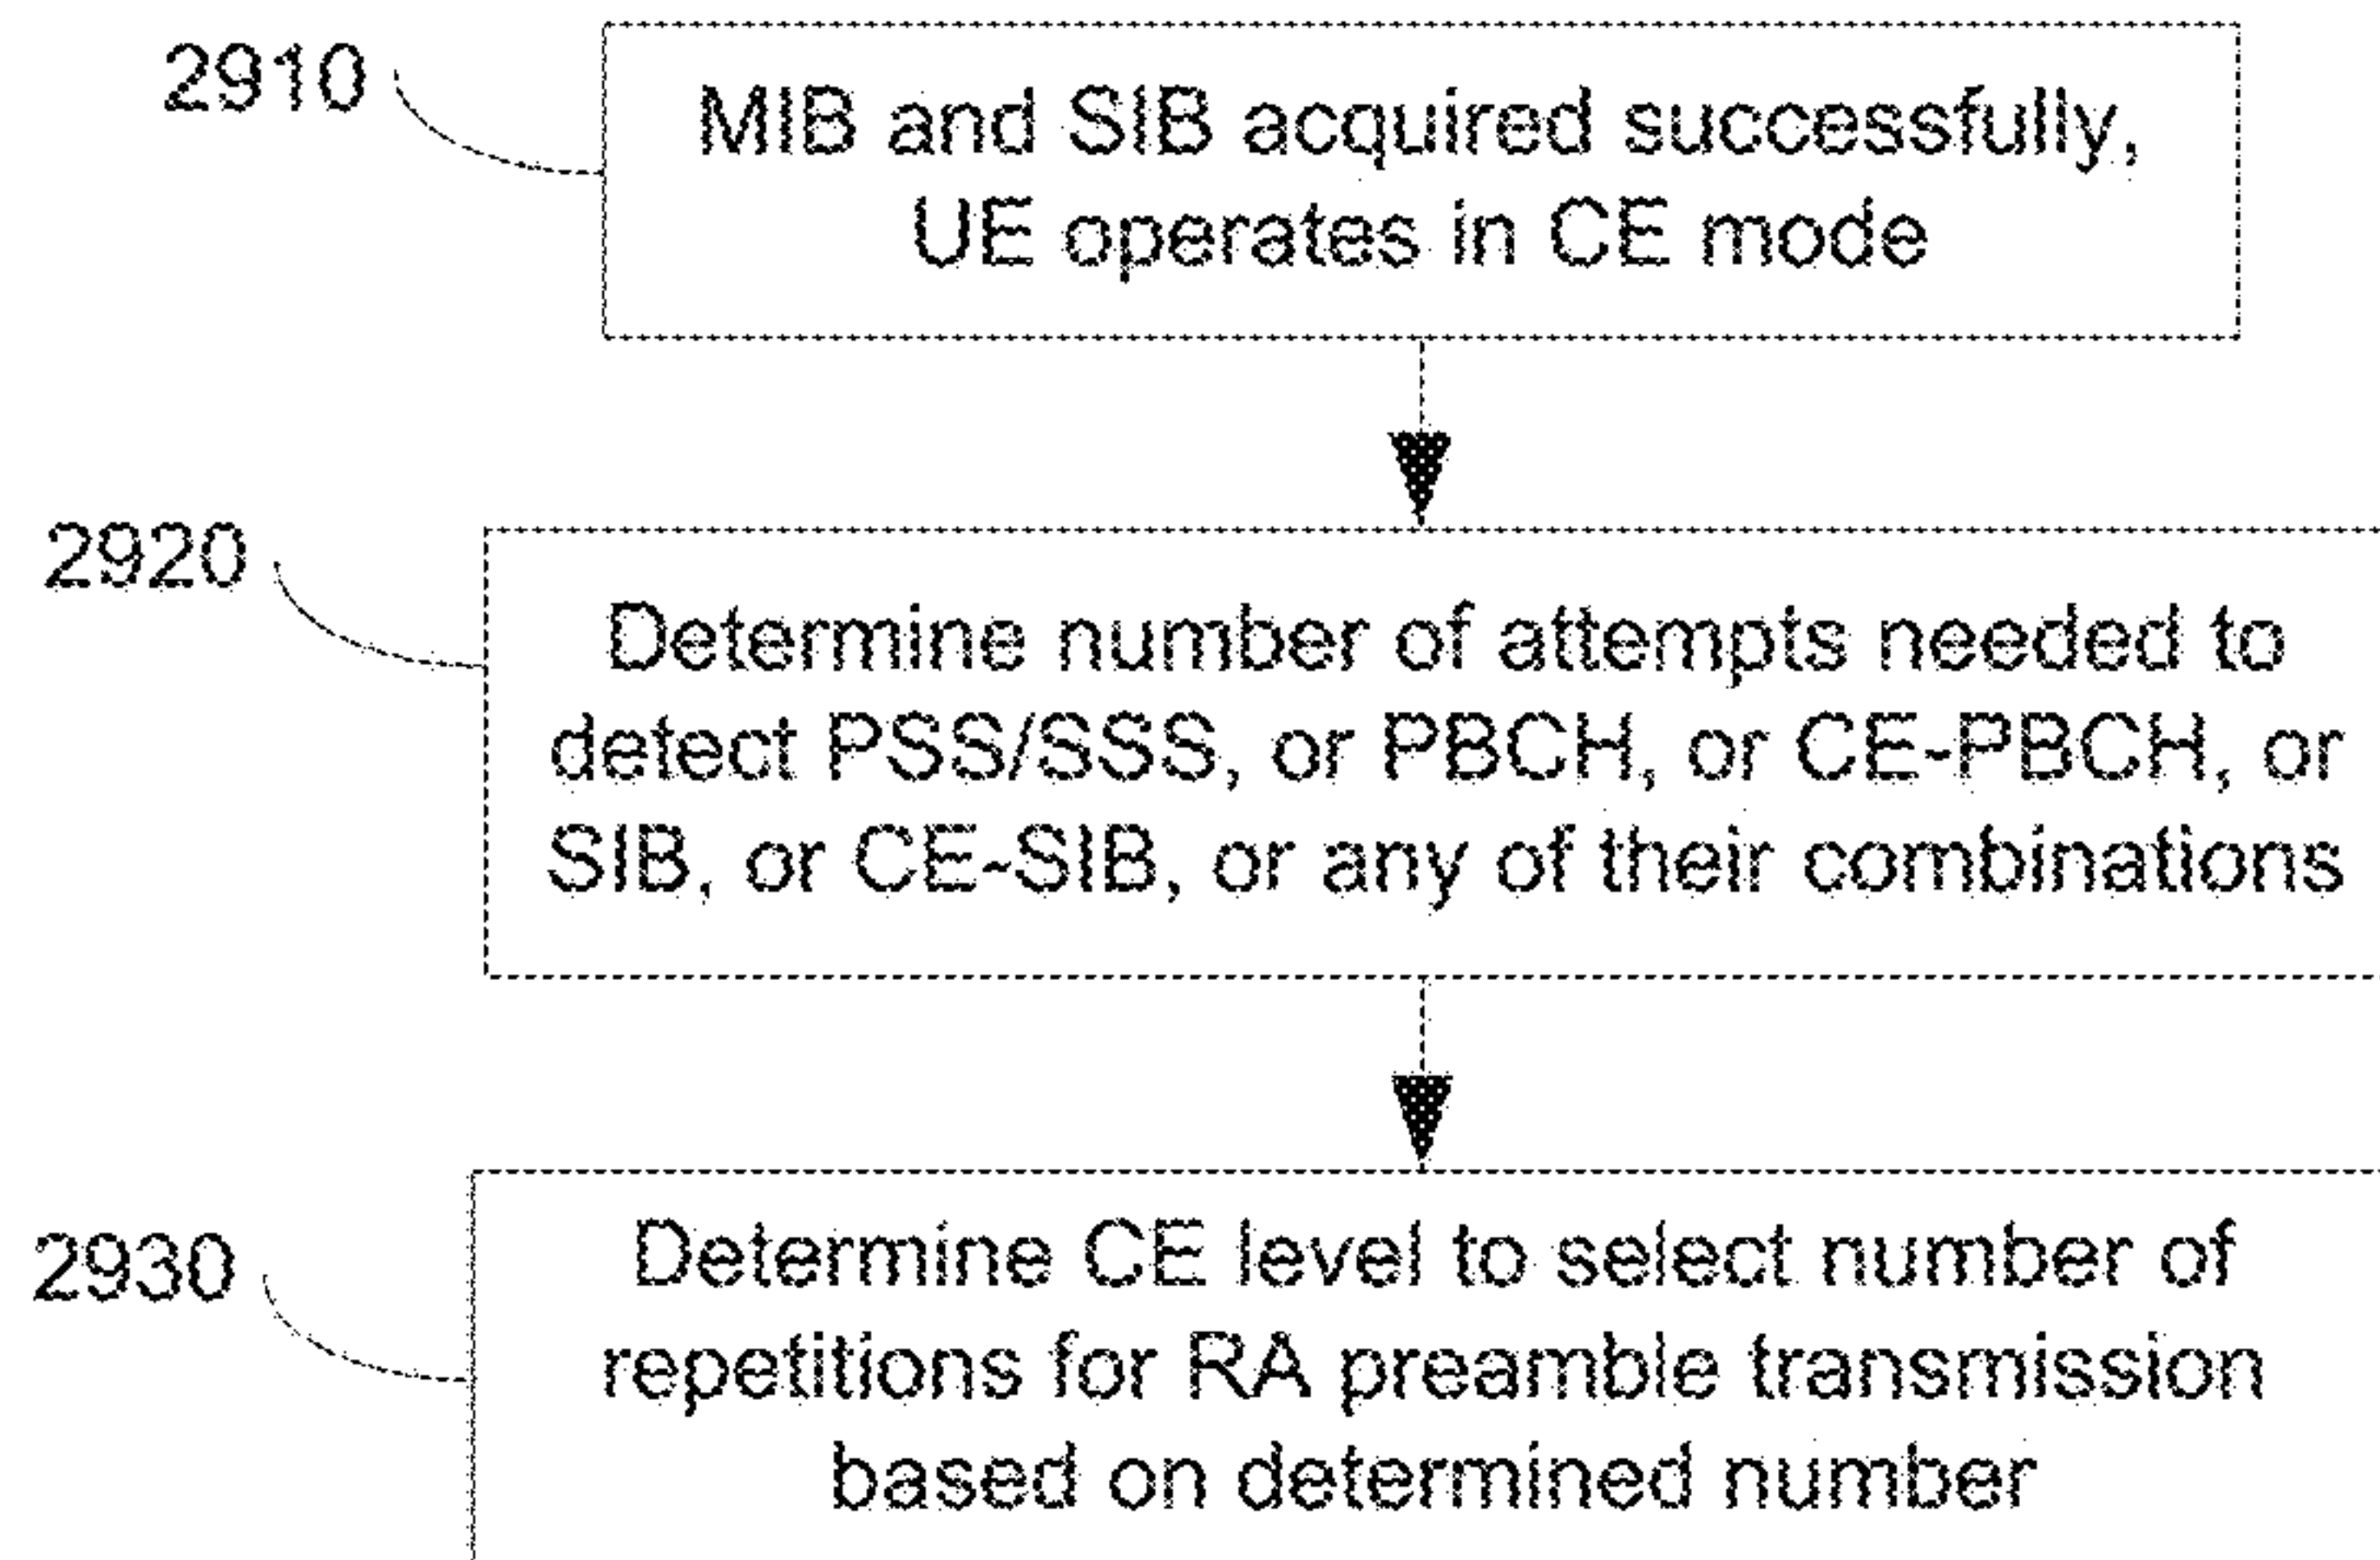 2910
MIB and SIB acquired successfully,
UE operates in CE mode
2920
Determine number of attempts needed to
detect PSS/SSS, or PBCH, or CE-PBCH, or
SIB, or CE-SIB, or any of their combinations
2930
Determine CE level to select number of
repetitions for RA preamble transmission
based on determined number